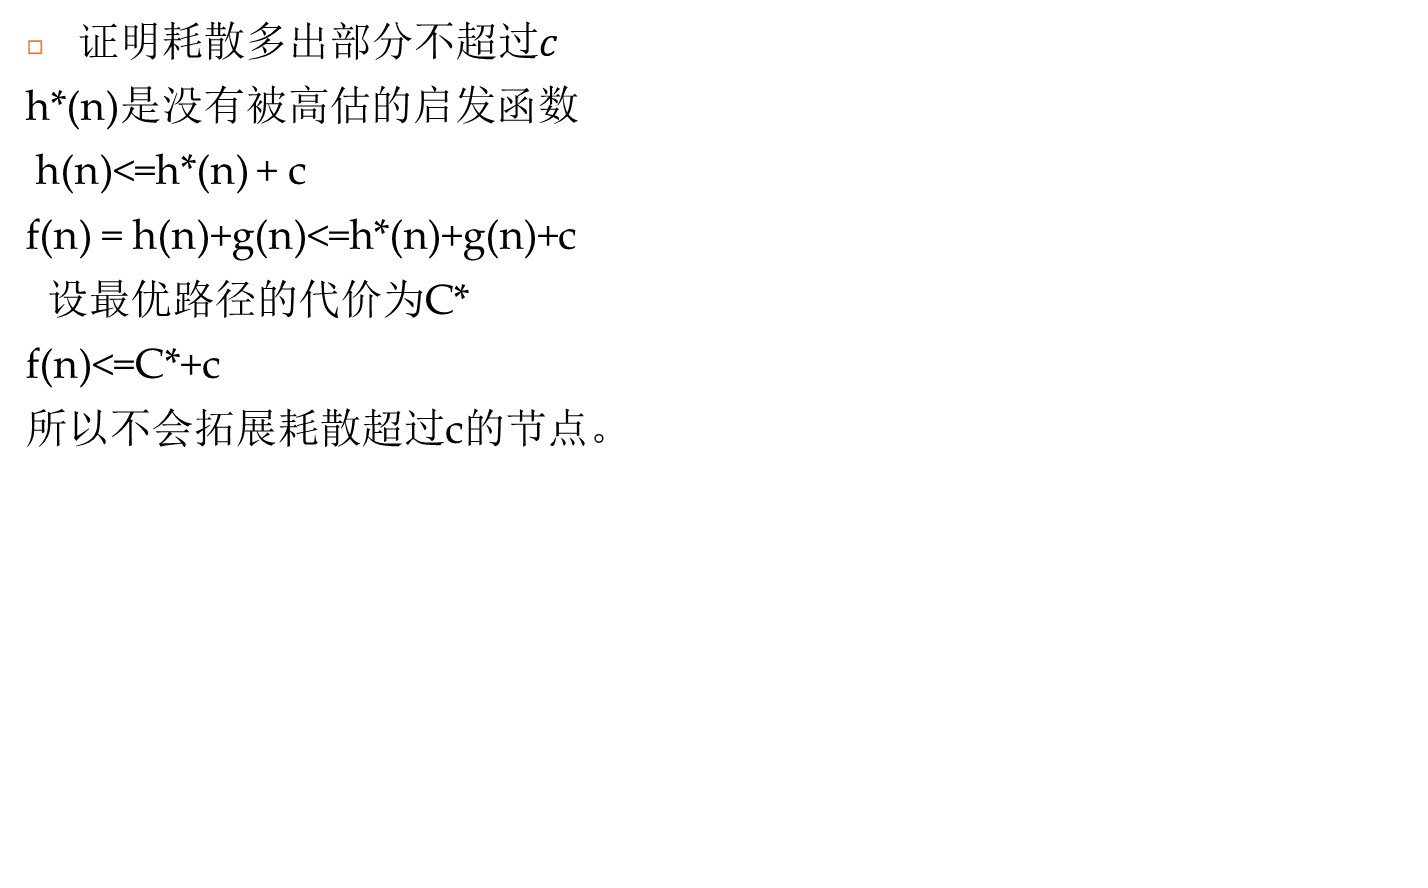 证明耗散多出部分不超过c
h*(n)是没有被高估的启发函数
h(n)<=h*(n) + c
f(n) = h(n)+g(n)<=h*(n)+g(n)+c
设最优路径的代价为C*
f(n)<=C*+c
所以不会拓展耗散超过c的节点。